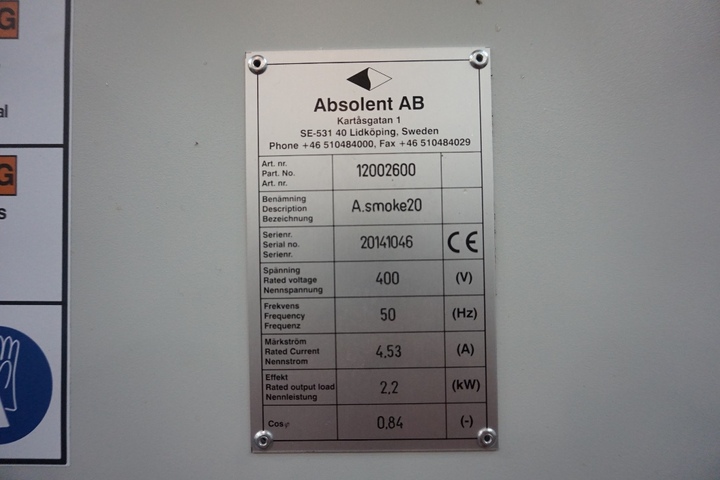 G
al
G
s
Absolent AB
Kartåsgatan 1
SE-531 40 Lidköping, Sweden
Phone +46 510484000, Fax +46 510484029
Art. nr.
Part. No.
Art. nr.
12002600
Benämning
Description
Bezeichnung
A.smoke20
Serienr.
Serial no.
Serienr.
20141046
CE
Spänning
Rated voltage
Nennspannung
400
(V)
Frekvens
Frequency
Frequenz
50
(Hz)
Märkström
Rated Current
Nennstrom
4,53
(A)
Effekt
Rated output load
Nennleistung
2,2
(kW)
Cos φ
0,84
(-)